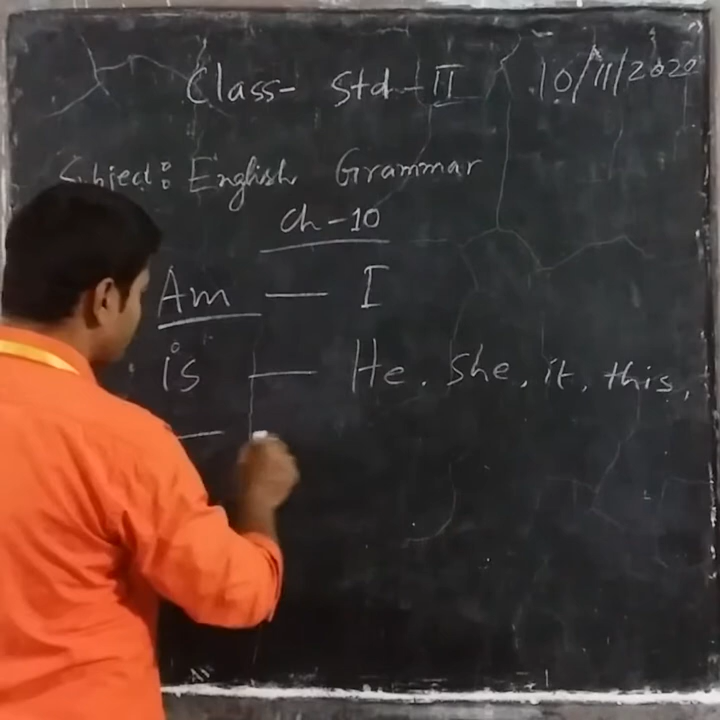 Class- Std-II 10/11/2020
Subject: English Grammar
Ch-10
Am — I
is — He. She, it, this,